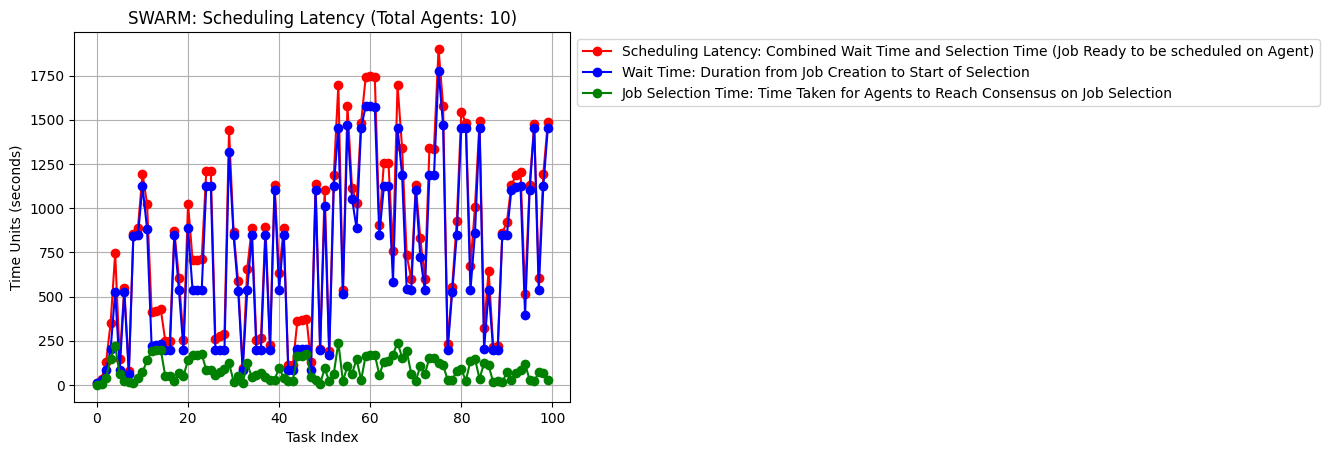 SWARM: Scheduling Latency (Total Agents: 10)
Scheduling Latency: Combined Wait Time and Selection Time (Job Ready to be scheduled on Agent)
Wait Time: Duration from Job Creation to Start of Selection
Job Selection Time: Time Taken for Agents to Reach Consensus on Job Selection
Time Units (seconds)
1750
1500
1250
1000
750
500
250
0
0 20 40 60 80 100
Task Index